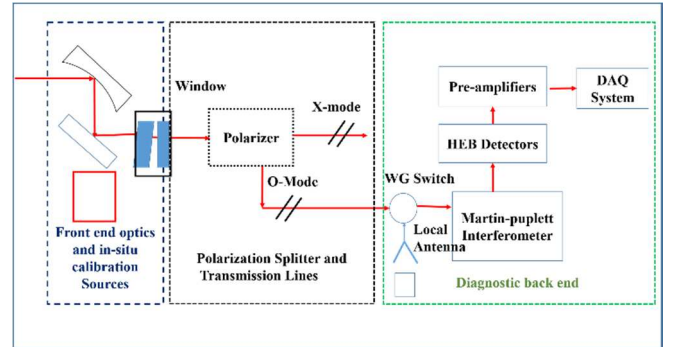 Window
Polarizer
X-mode
O-Mode
Front end optics
and in-situ
calibration
Sources
Polarization Splitter and
Transmission Lines
Pre-amplifiers
DAQ
System
HEB Detectors
WG Switch
Martin-puplett
Interferometer
Local
Antenna
Diagnostic back end